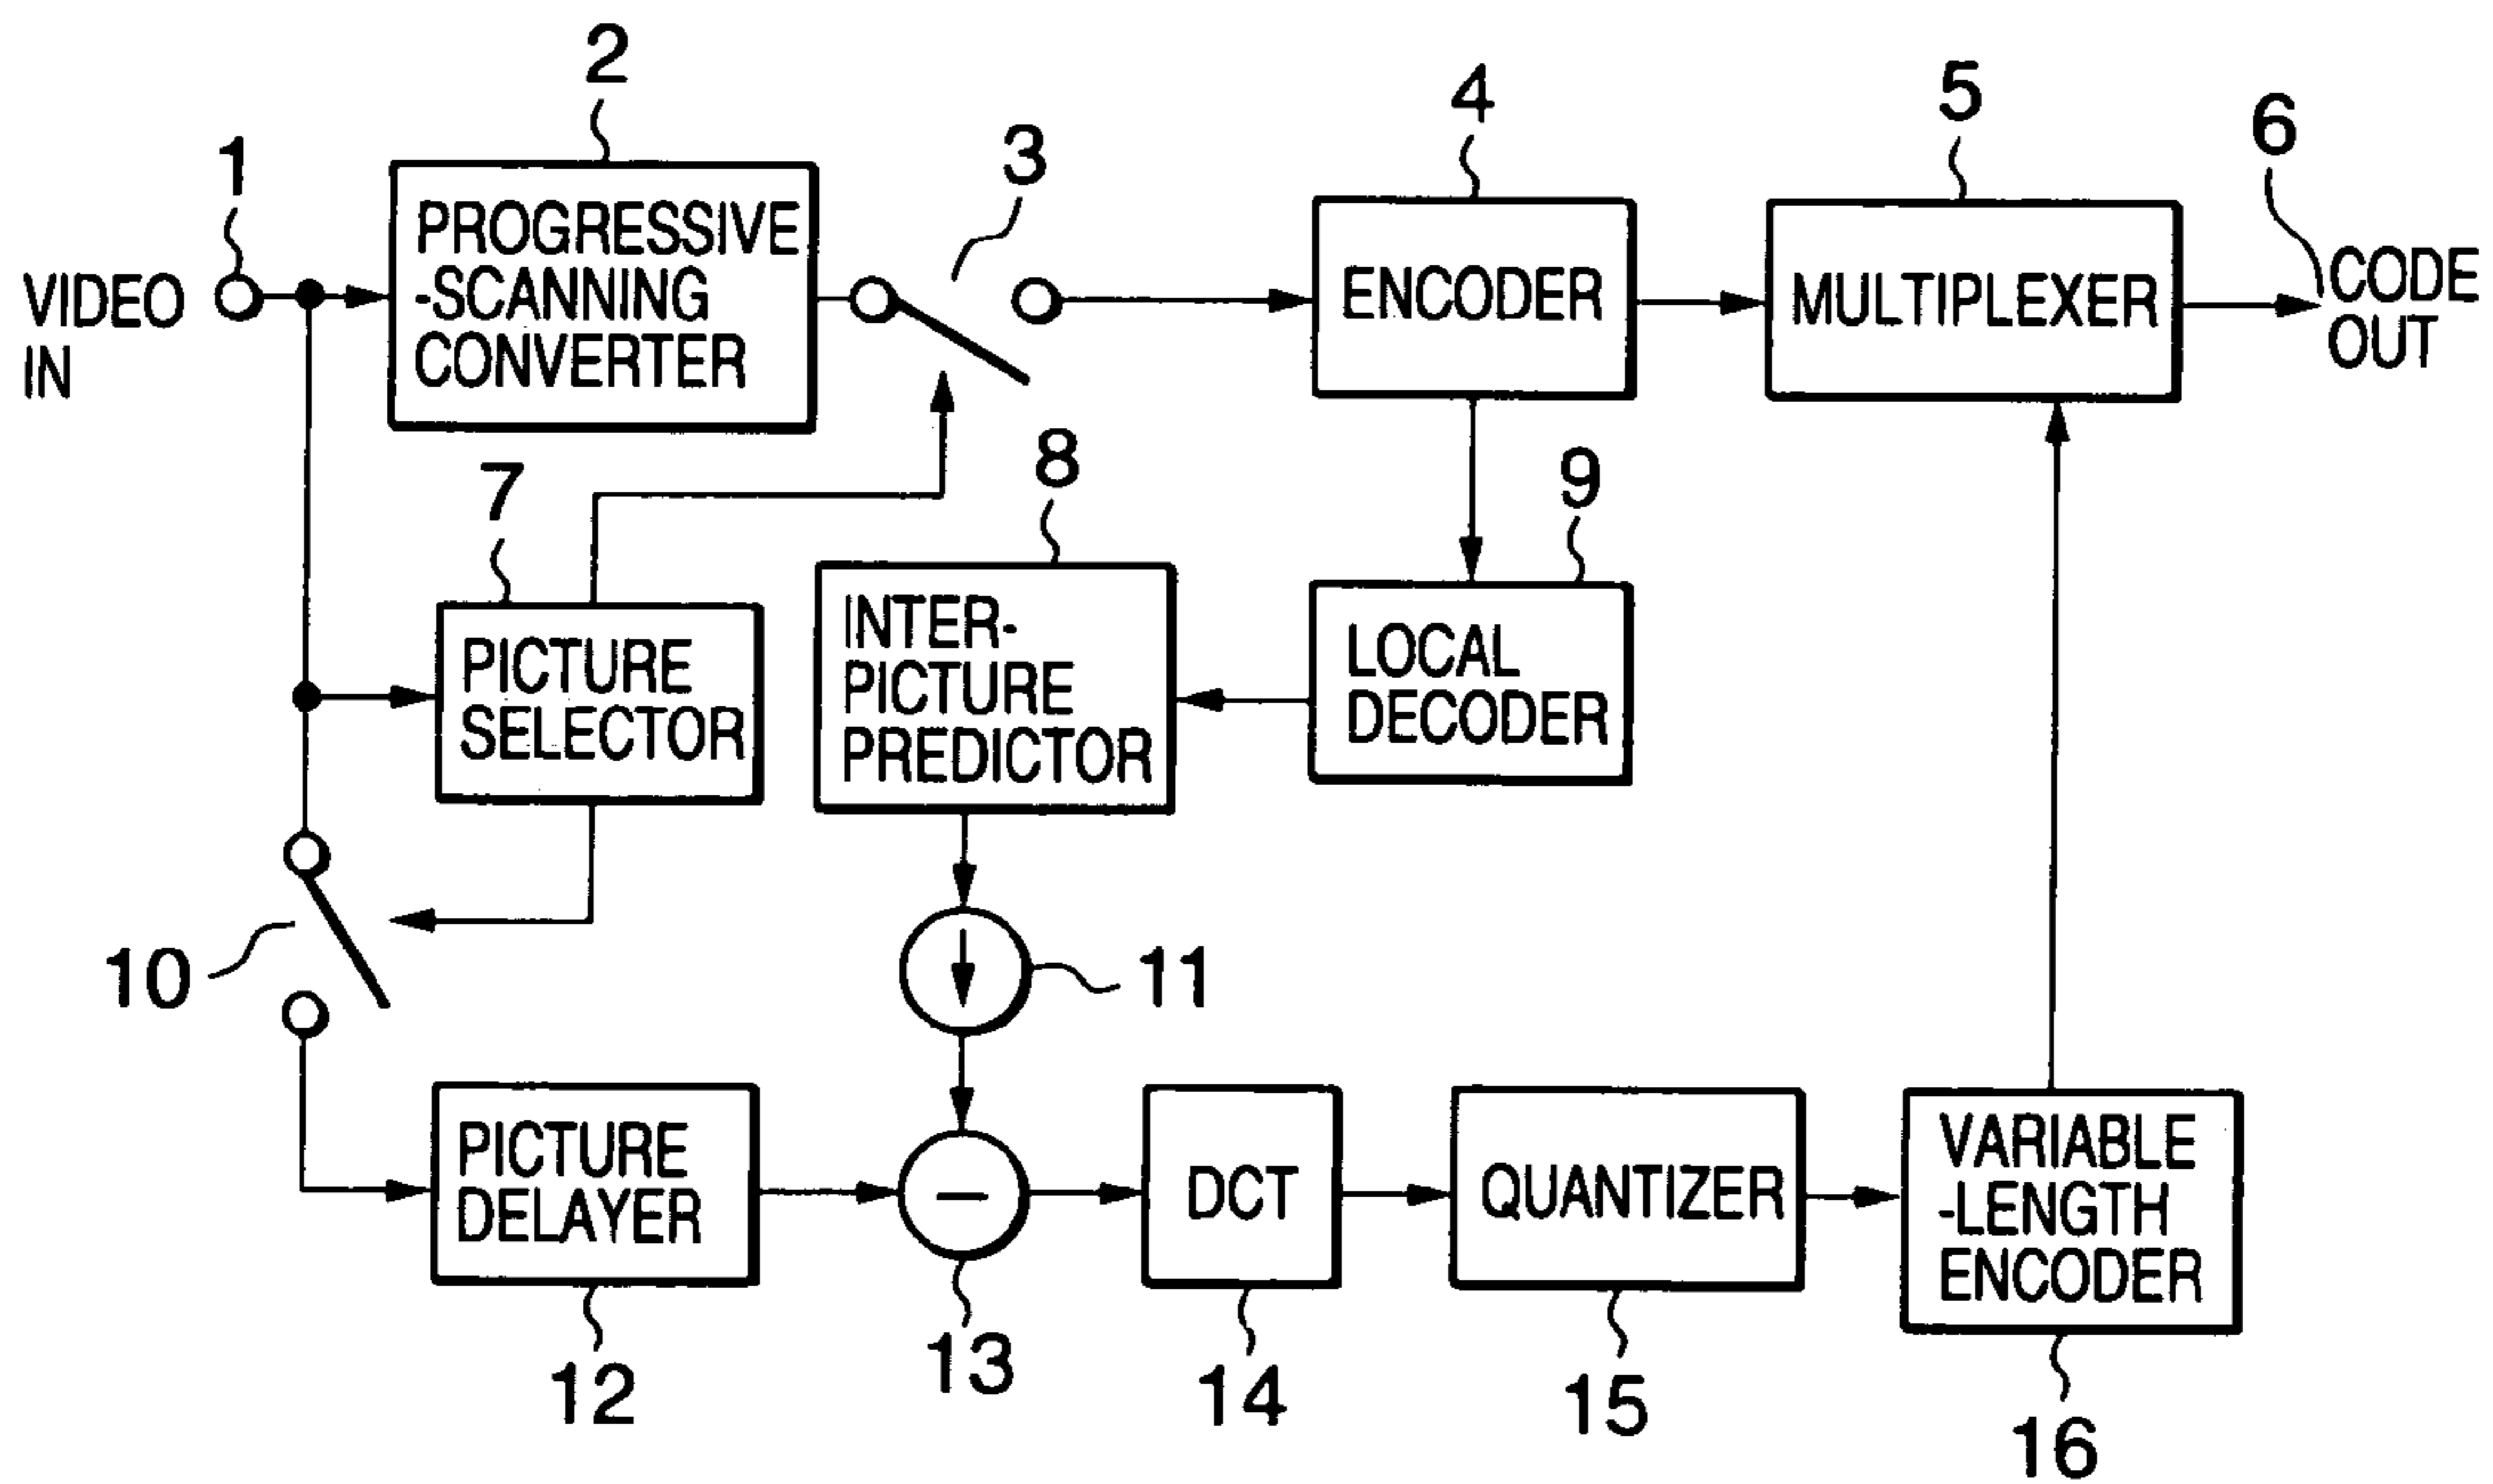 2
4
5
6
1
3
PROGRESSIVE
-SCANNING
CONVERTER
VIDEO
IN
ENCODER
MULTIPLEXER
CODE
OUT
7
8
9
PICTURE
SELECTOR
INTER-
PICTURE
PREDICTOR
LOCAL
DECODER
10
11
PICTURE
DELAYER
−
DCT
QUANTIZER
VARIABLE
-LENGTH
ENCODER
12
13
14
15
16